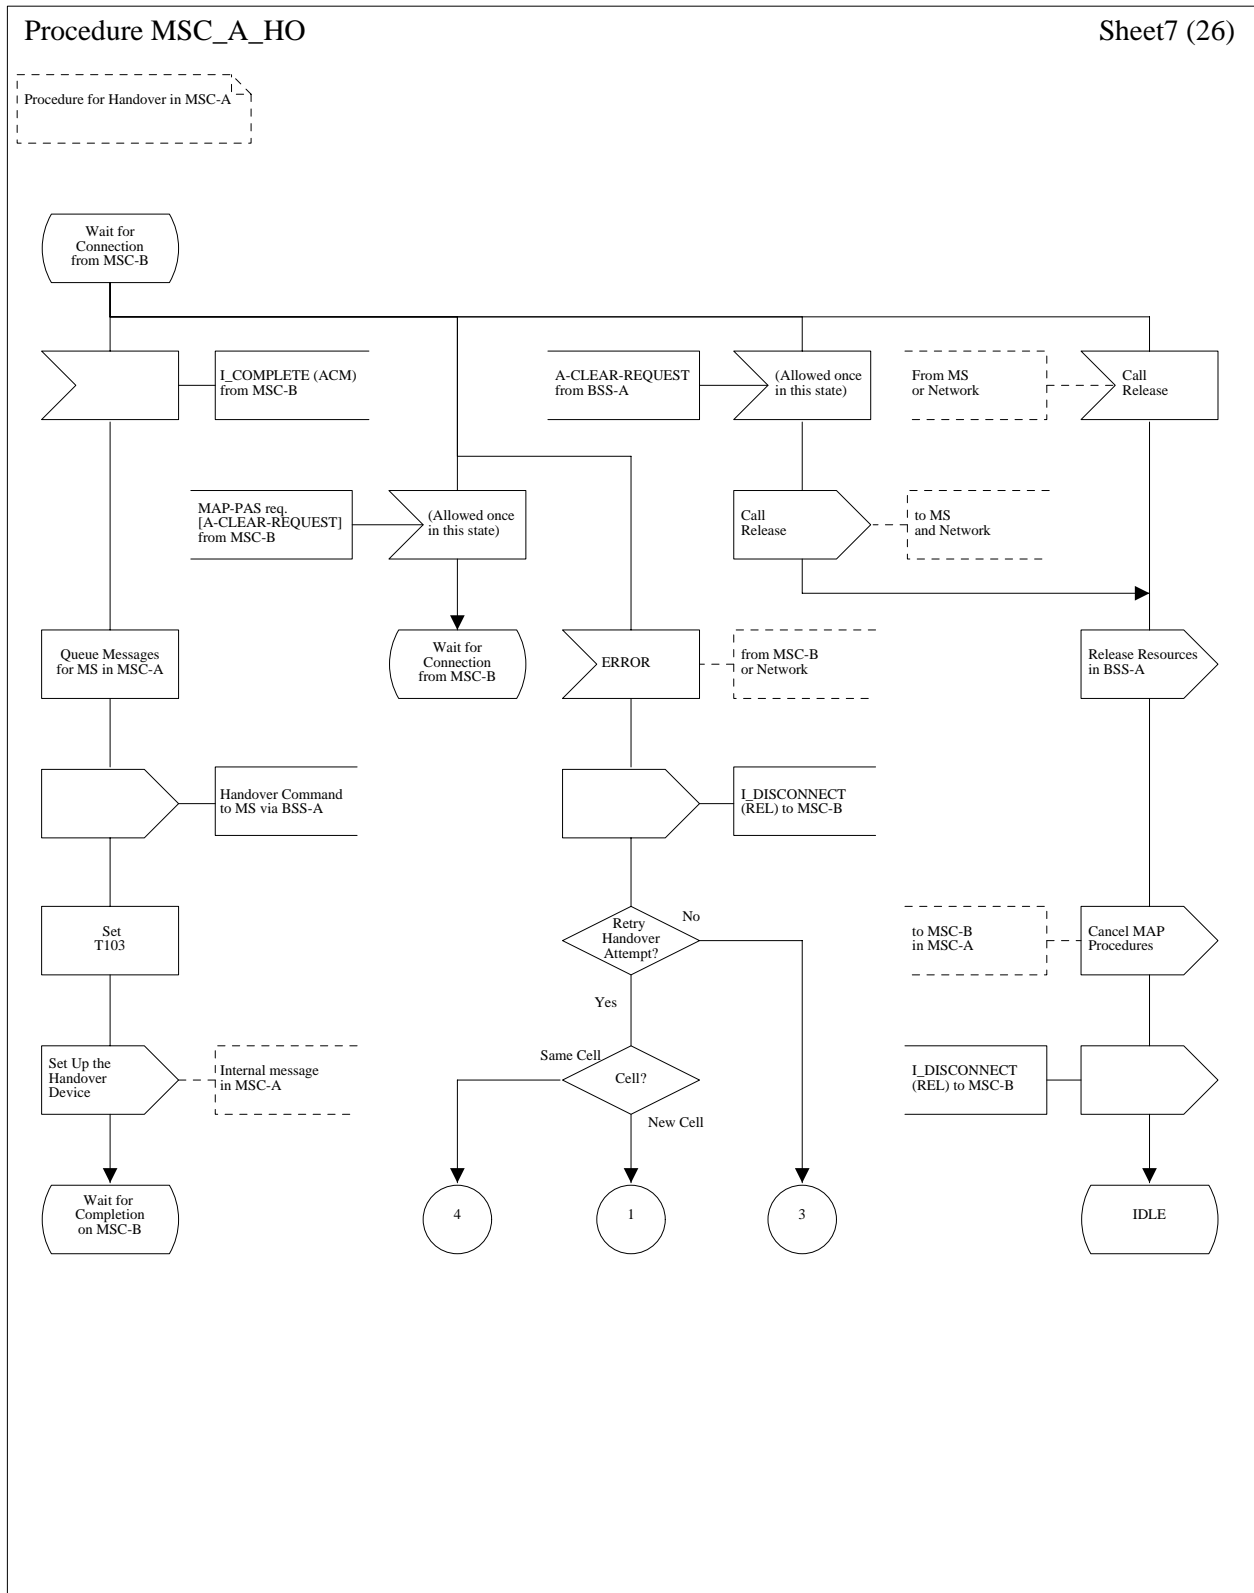 Procedure MSC_A_HO
Sheet7 (26)
Procedure for Handover in MSC-A
Wait for
Connection
from MSC-B
I_COMPLETE (ACM)
from MSC-B
A-CLEAR-REQUEST
from BSS-A
(Allowed once
in this state)
From MS
or Network
Call
Release
MAP-PAS req.
[A-CLEAR-REQUEST]
from MSC-B
(Allowed once
in this state)
Call
Release
to MS
and Network
Queue Messages
for MS in MSC-A
Wait for
Connection
from MSC-B
ERROR
from MSC-B
or Network
Release Resources
in BSS-A
Handover Command
to MS via BSS-A
I_DISCONNECT
(REL) to MSC-B
Set
T103
Retry
Handover
Attempt?
No
Yes
to MSC-B
in MSC-A
Cancel MAP
Procedures
Set Up the
Handover
Device
Internal message
in MSC-A
Same Cell
Cell?
New Cell
I_DISCONNECT
(REL) to MSC-B
Wait for
Completion
on MSC-B
4
1
3
IDLE